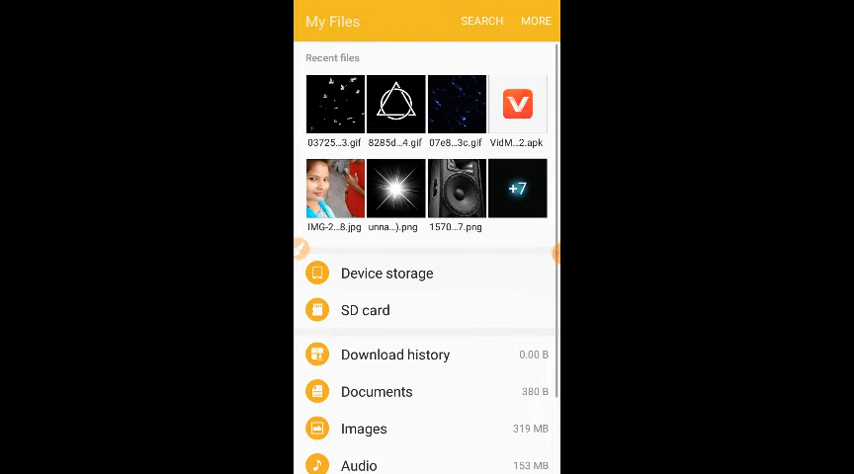 My Files SEARCH MORE
Recent files
03725...3.gif 8285d...4.gif 07e8...3c.gif VidM...2.apk
+7
IMG-2...8.jpg unna...).png 1570...7.png
Device storage
SD card
Download history 0.00 B
Documents 380 B
Images 319 MB
Audio 153 MB